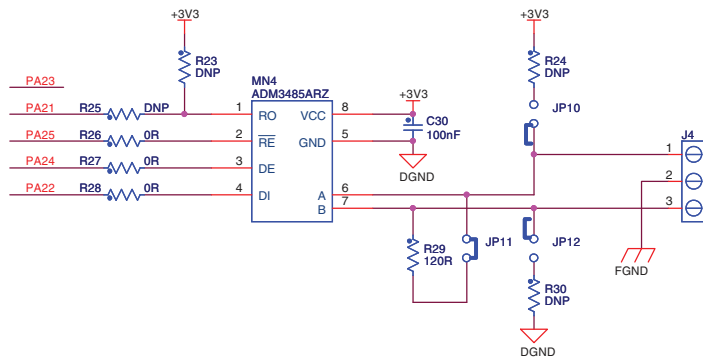 +3V3
+3V3
R23
DNP
R24
DNP
PA23
MN4
ADM3485ARZ
+3V3
JP10
PA21 R25 DNP 1 RO VCC 8
C30
100nF
PA25 R26 0R 2 RE GND 5
J4
1
PA24 R27 0R 3 DE
DGND
2
PA22 R28 0R 4 DI A 6
B 7
3
R29
120R
JP11
JP12
FGND
R30
DNP
DGND